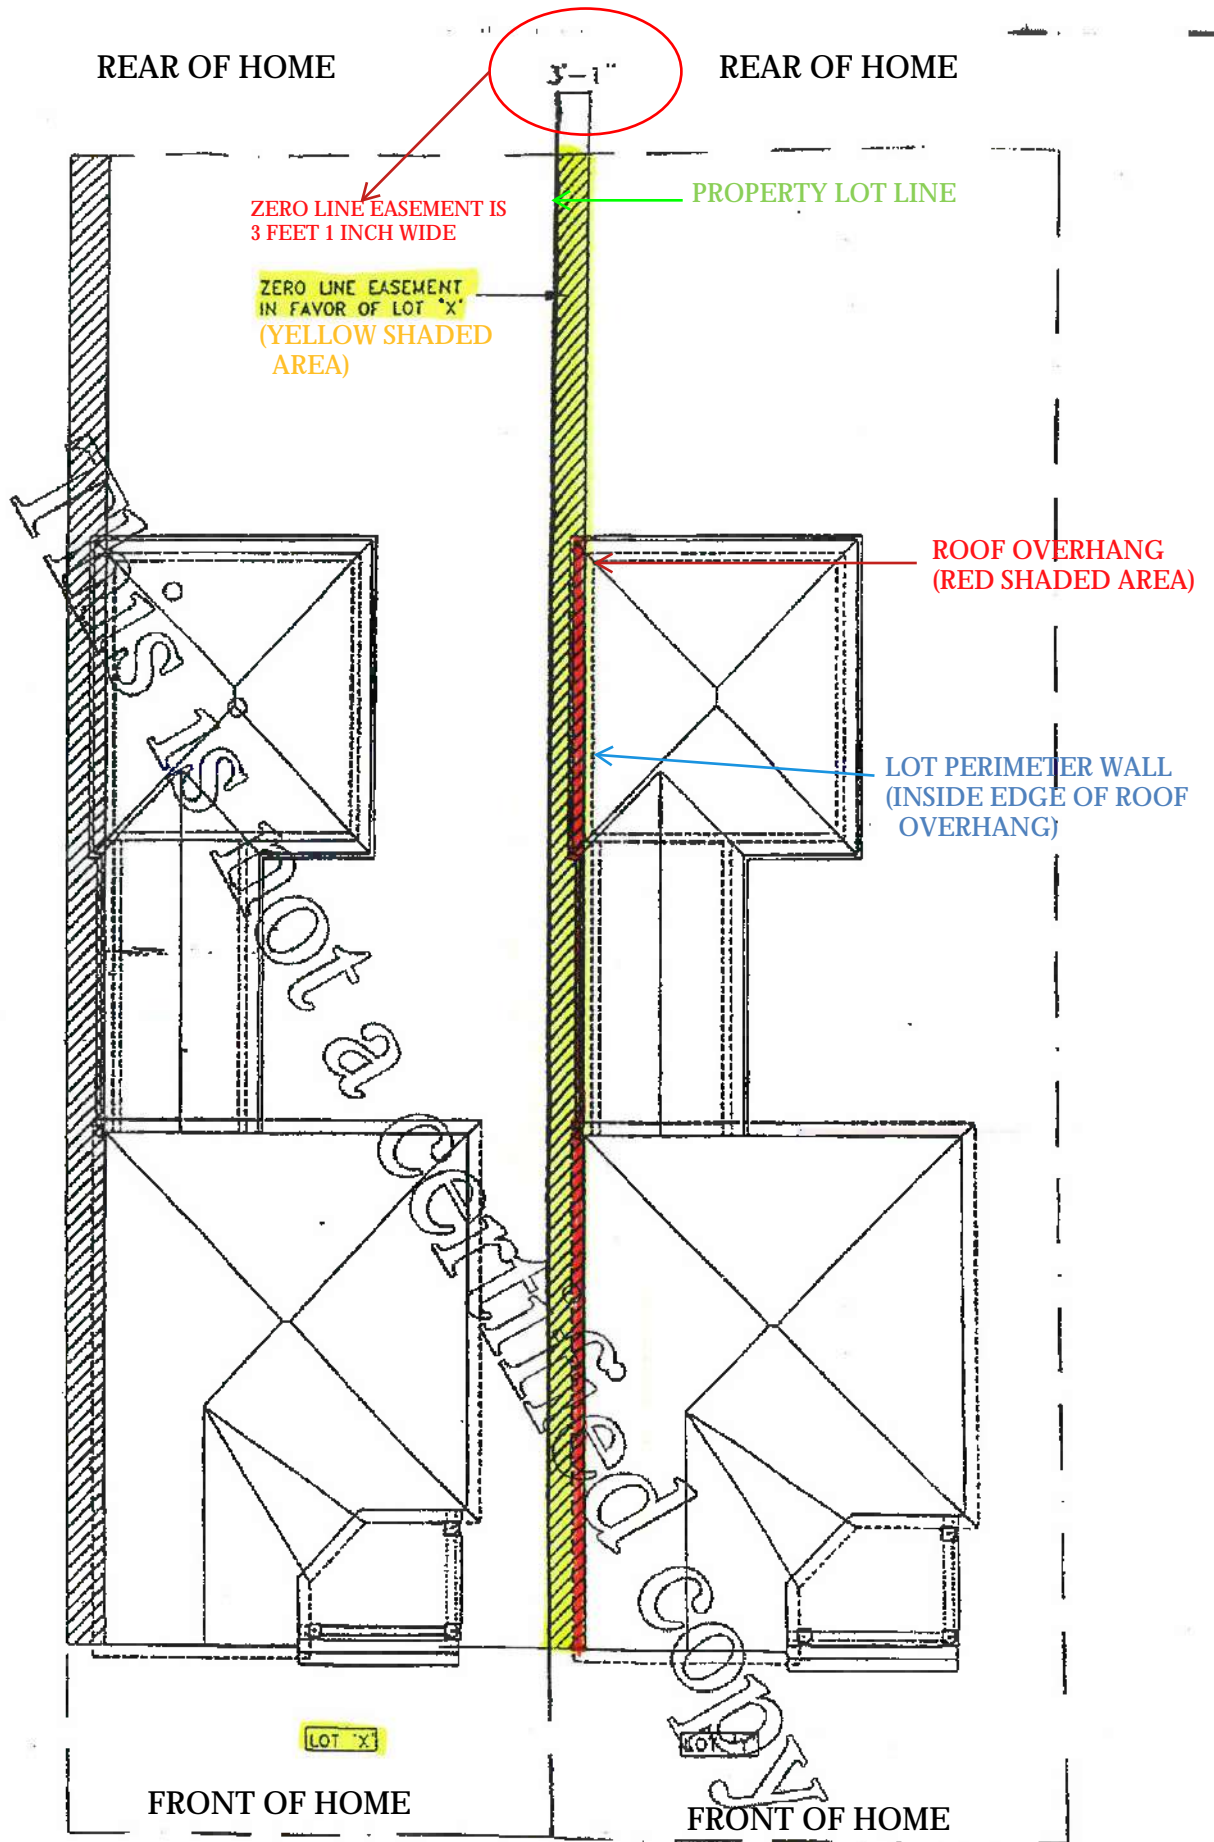 REAR OF HOME
3'-1"
REAR OF HOME
ZERO LINE EASEMENT IS
3 FEET 1 INCH WIDE
PROPERTY LOT LINE
ZERO LINE EASEMENT
IN FAVOR OF LOT "X"
(YELLOW SHADED
AREA)
ROOF OVERHANG
(RED SHADED AREA)
LOT PERIMETER WALL
(INSIDE EDGE OF ROOF
OVERHANG)
This is not a certified copy
LOT "X"
LOT
FRONT OF HOME
FRONT OF HOME